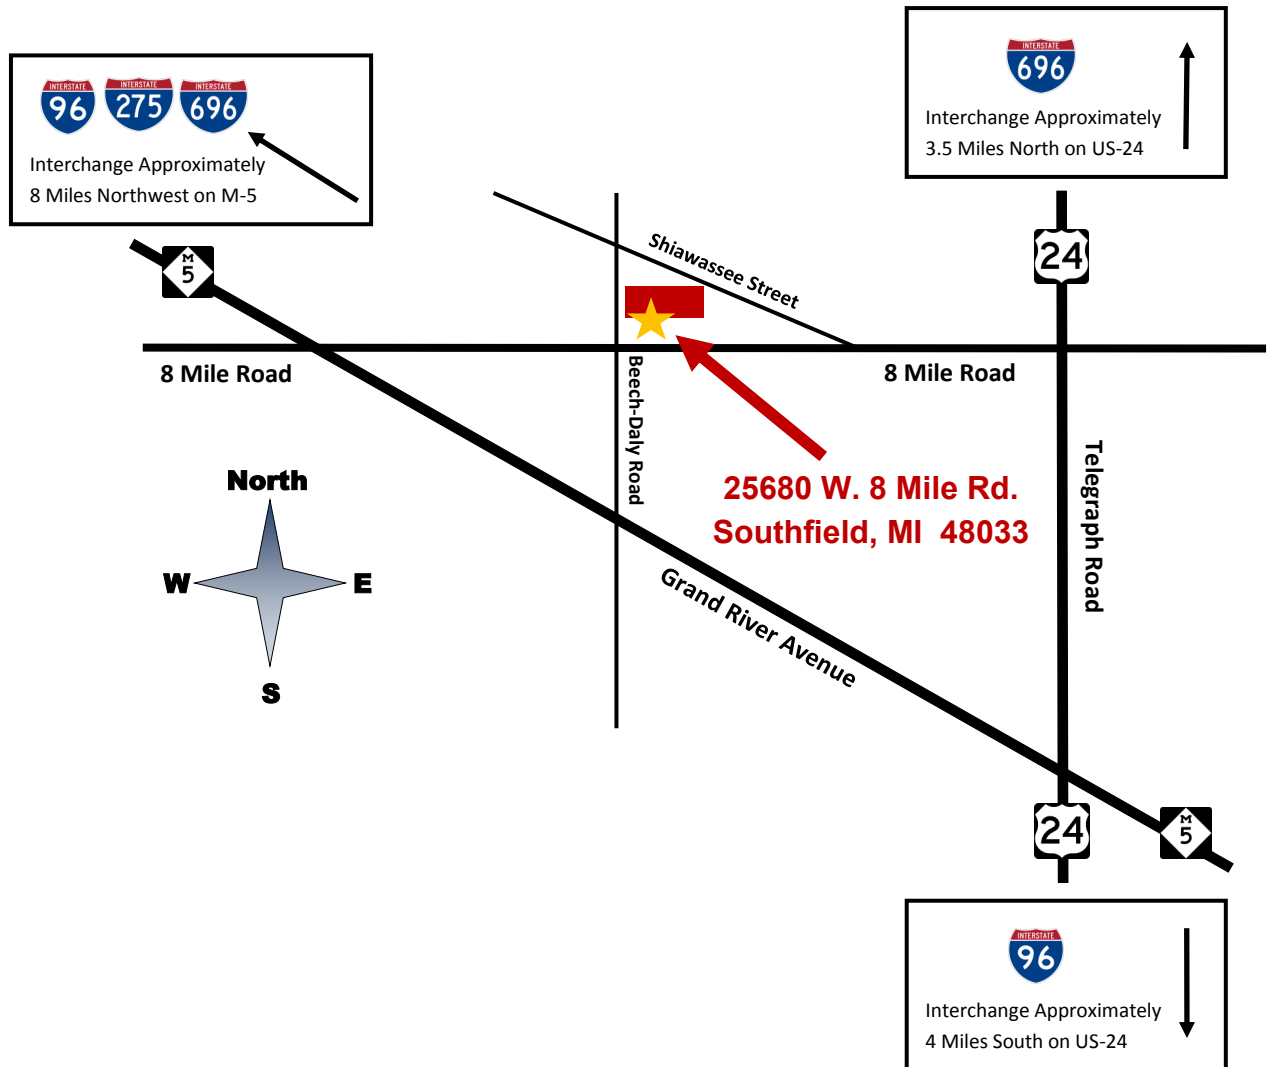 INTERSTATE
96
INTERSTATE
275
INTERSTATE
696
Interchange Approximately
8 Miles Northwest on M-5
INTERSTATE
696
Interchange Approximately
3.5 Miles North on US-24
M
5
24
Shiawassee Street
8 Mile Road
Beech-Daly Road
8 Mile Road
North
W
E
S
25680 W. 8 Mile Rd.
Southfield, MI 48033
Telegraph Road
Grand River Avenue
24
M
5
INTERSTATE
96
Interchange Approximately
4 Miles South on US-24